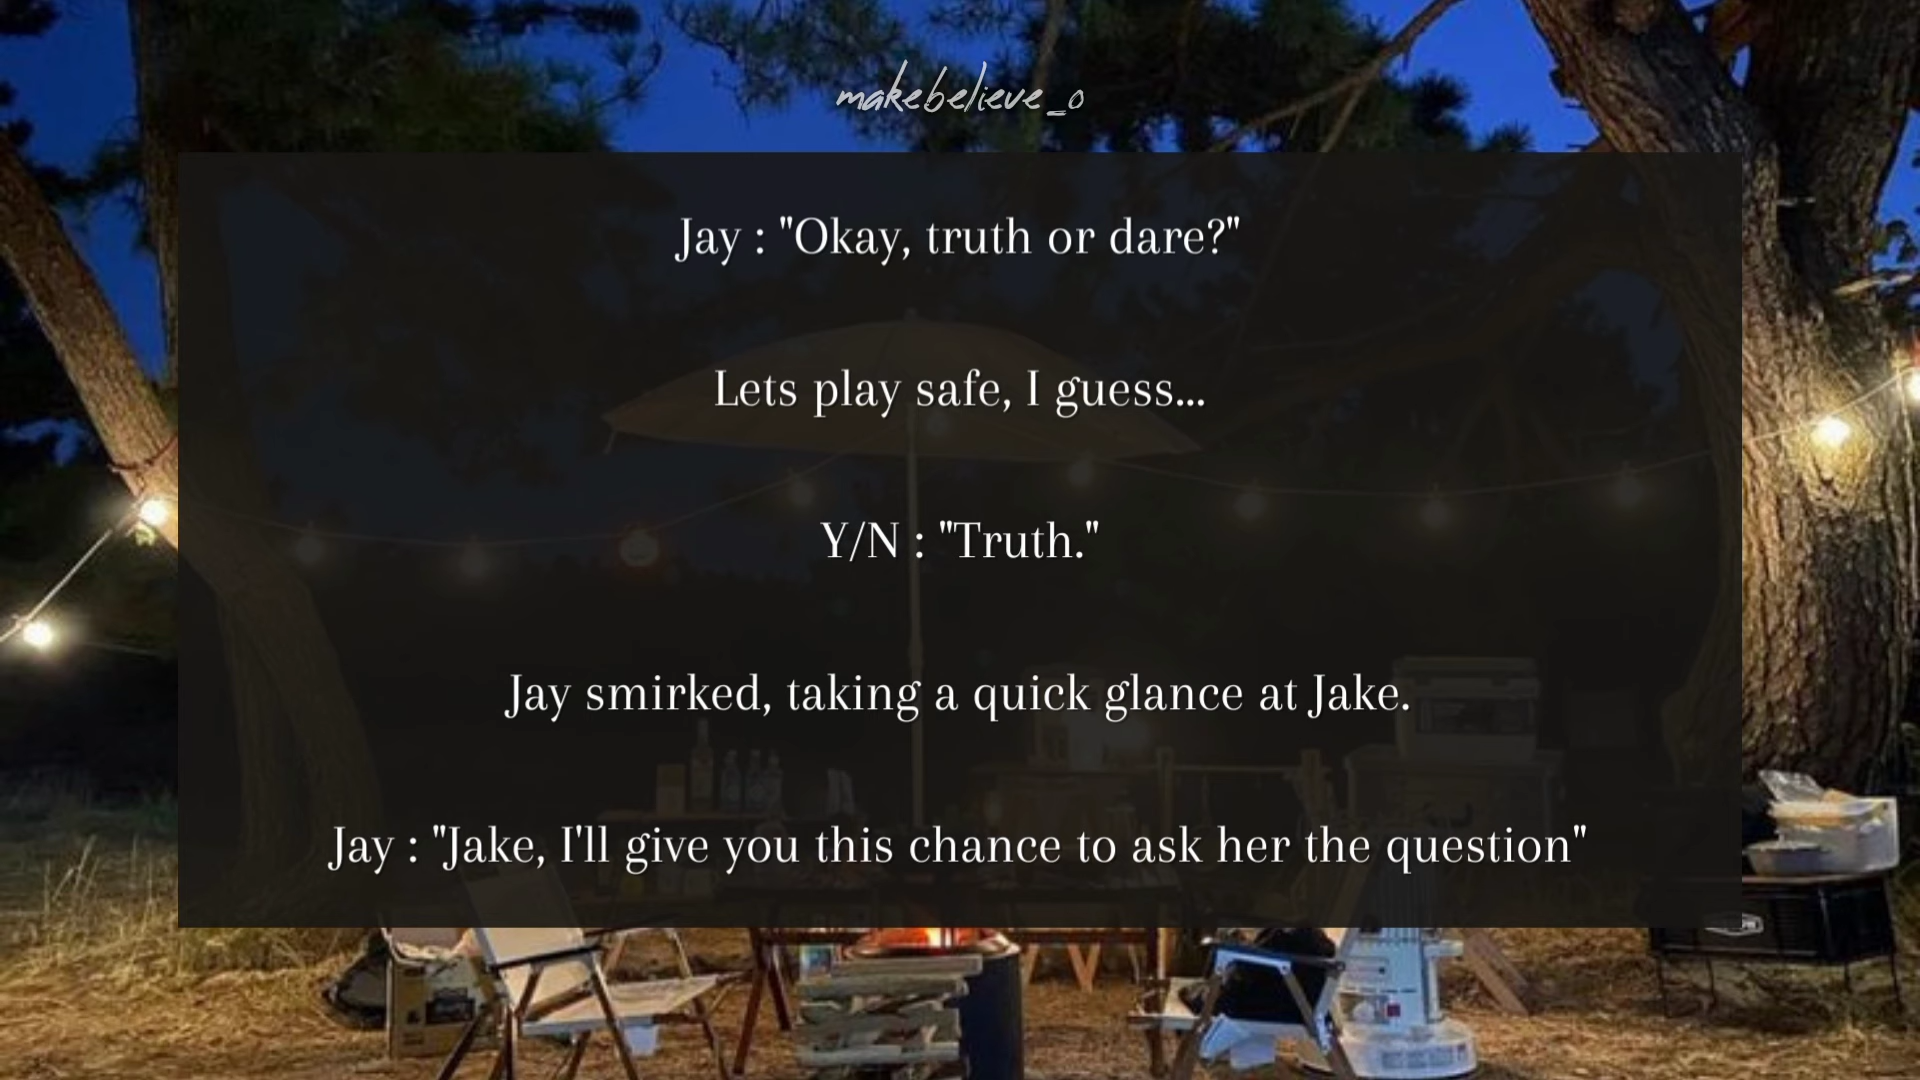 makebelieve_o
Jay : "Okay, truth or dare?"
Lets play safe, I guess...
Y/N : "Truth."
Jay smirked, taking a quick glance at Jake.
Jay : "Jake, I'll give you this chance to ask her the question"